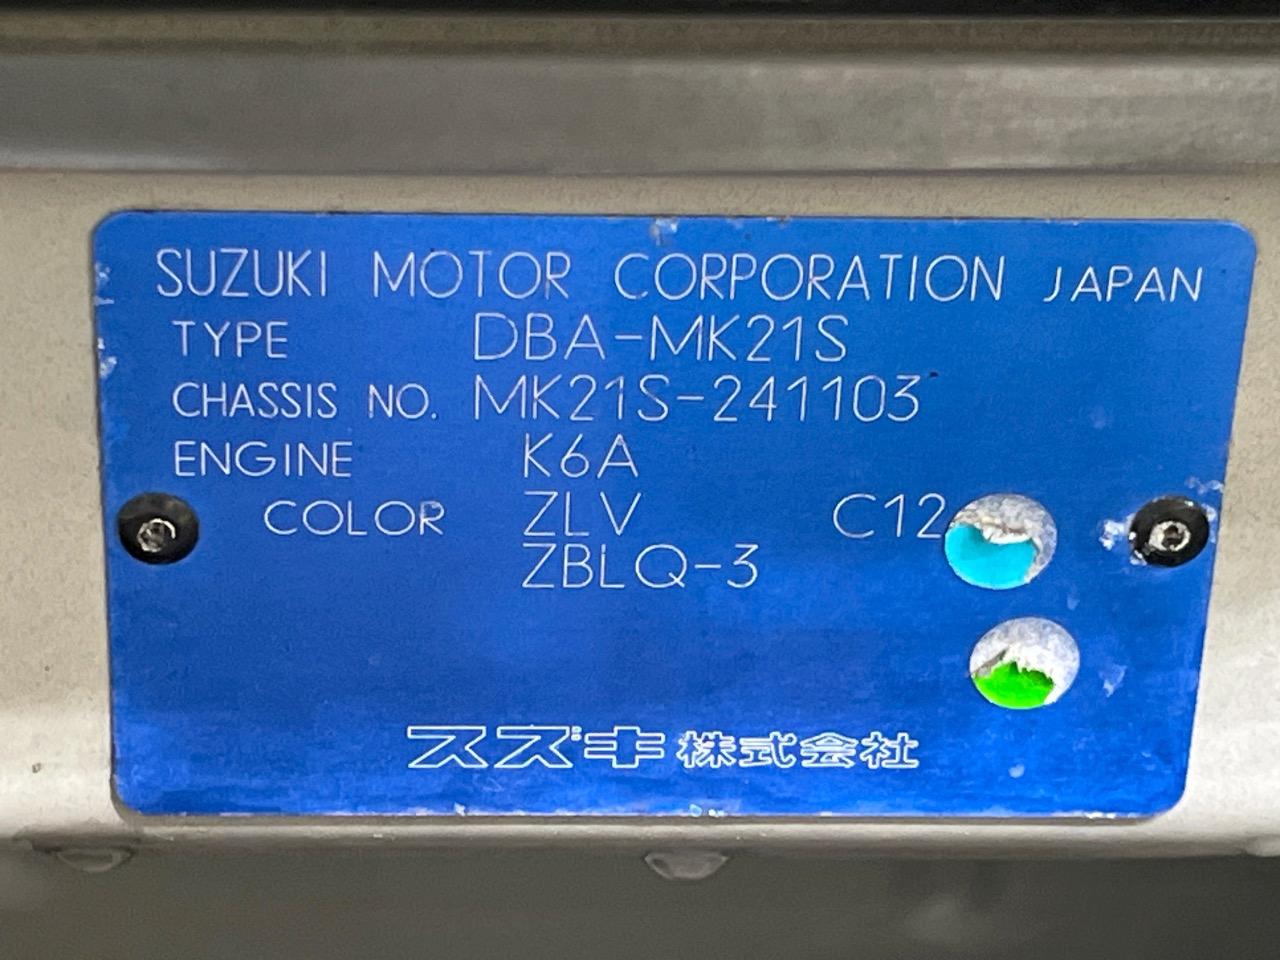 SUZUKI MOTOR CORPORATION JAPAN
TYPE DBA-MK21S
CHASSIS NO. MK21S-241103
ENGINE K6A
COLOR ZLV C12
ZBLQ-3
スズキ株式会社